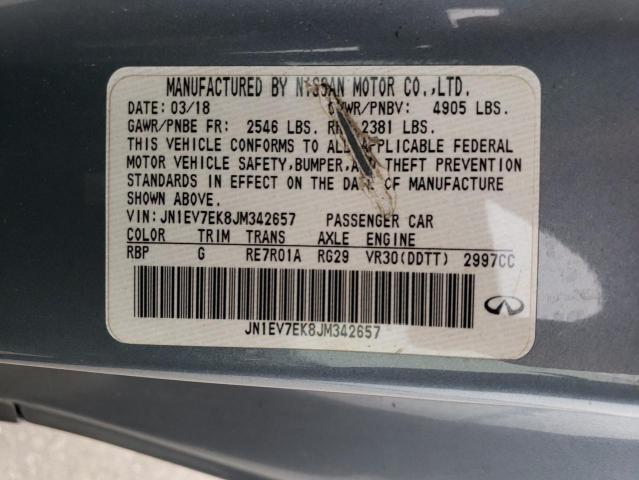 MANUFACTURED BY NISSAN MOTOR CO.,LTD.
DATE: 03/18 GVWR/PNBV: 4905 LBS.
GAWR/PNBE FR: 2546 LBS. RR: 2381 LBS.
THIS VEHICLE CONFORMS TO ALL APPLICABLE FEDERAL
MOTOR VEHICLE SAFETY,BUMPER,AND THEFT PREVENTION
STANDARDS IN EFFECT ON THE DATE OF MANUFACTURE
SHOWN ABOVE.
VIN: JN1EV7EK8JM342657 PASSENGER CAR
COLOR TRIM TRANS AXLE ENGINE
RBP G RE7R01A RG29 VR30(DDTT) 2997CC
JN1EV7EK8JM342657